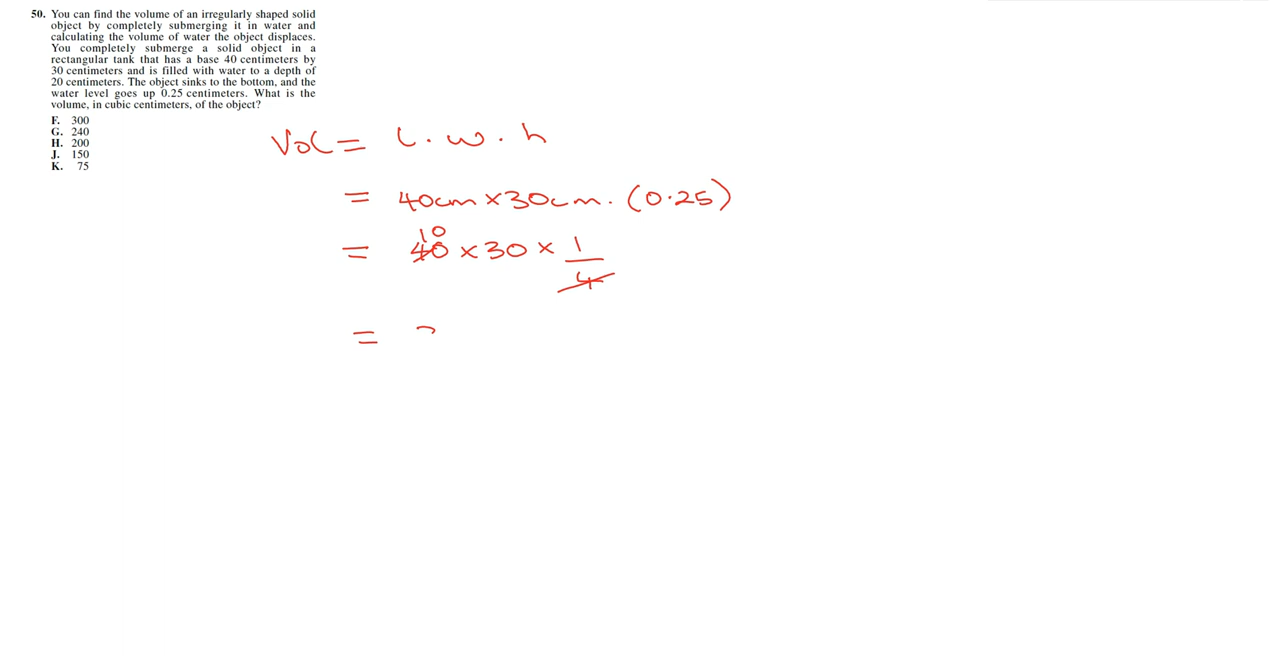 50. You can find the volume of an irregularly shaped solid
object by completely submerging it in water and
calculating the volume of water the object displaces.
You completely submerge a solid object in a
rectangular tank that has a base 40 centimeters by
30 centimeters and is filled with water to a depth of
20 centimeters. The object sinks to the bottom, and the
water level goes up 0.25 centimeters. What is the
volume, in cubic centimeters, of the object?
F. 300
G. 240
H. 200
J. 150
K. 75
Vol = l . w . h
= 40cm x 30cm . (0.25)
10
= 40 x 30 x 1/4
=